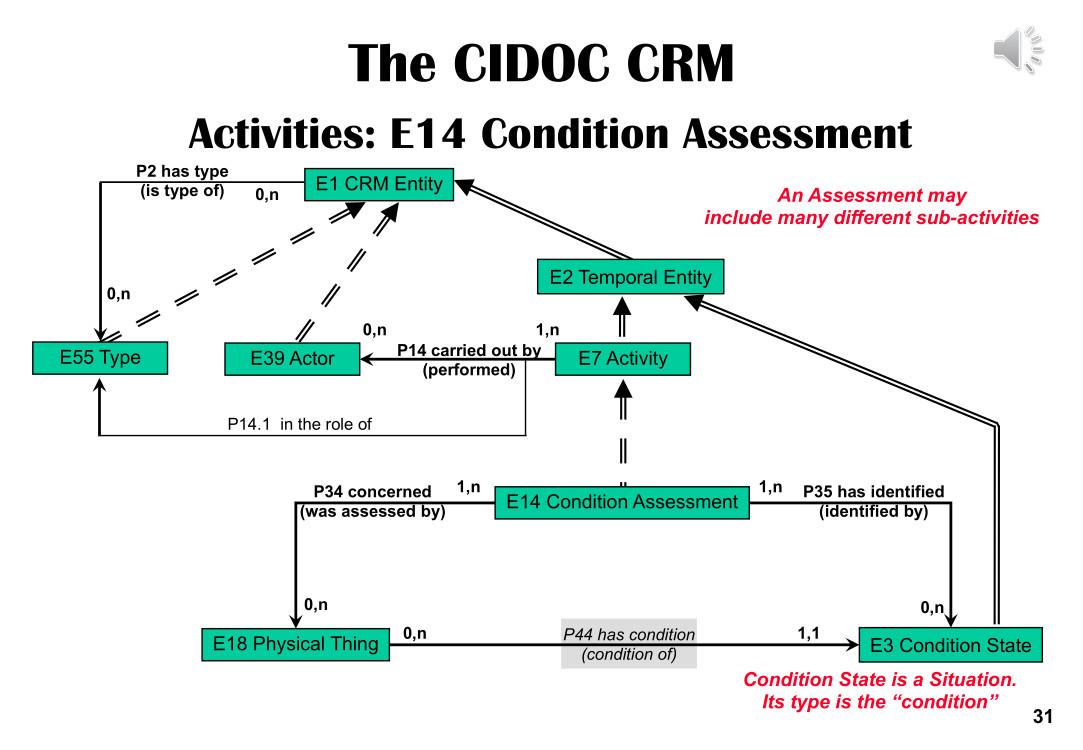 The CIDOC CRM
Activities: E14 Condition Assessment
P2 has type
(is type of)
0,n
E1 CRM Entity
An Assessment may
include many different sub-activities
E2 Temporal Entity
0,n
0,n
1,n
E55 Type
E39 Actor
P14 carried out by
(performed)
E7 Activity
P14.1  in the role of
P34 concerned
(was assessed by)
1,n
E14 Condition Assessment
1,n
P35 has identified
(identified by)
0,n
0,n
E18 Physical Thing
0,n
P44 has condition
(condition of)
1,1
E3 Condition State
Condition State is a Situation.
Its type is the “condition”
31